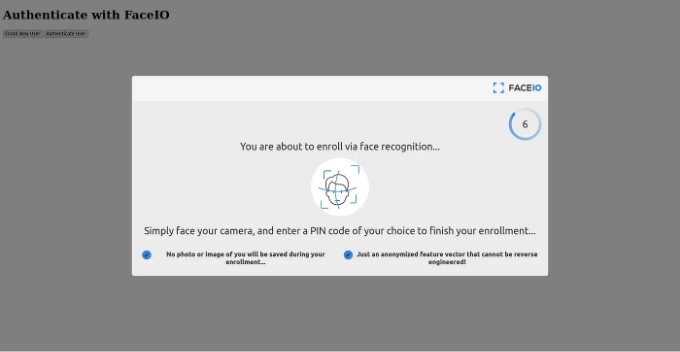 Authenticate with FaceIO
Enroll New User Authenticate User
FACEIO
6
You are about to enroll via face recognition...
Simply face your camera, and enter a PIN code of your choice to finish your enrollment...
No photo or image of you will be saved during your
enrollment...
Just an anonymized feature vector that cannot be reverse
engineered!